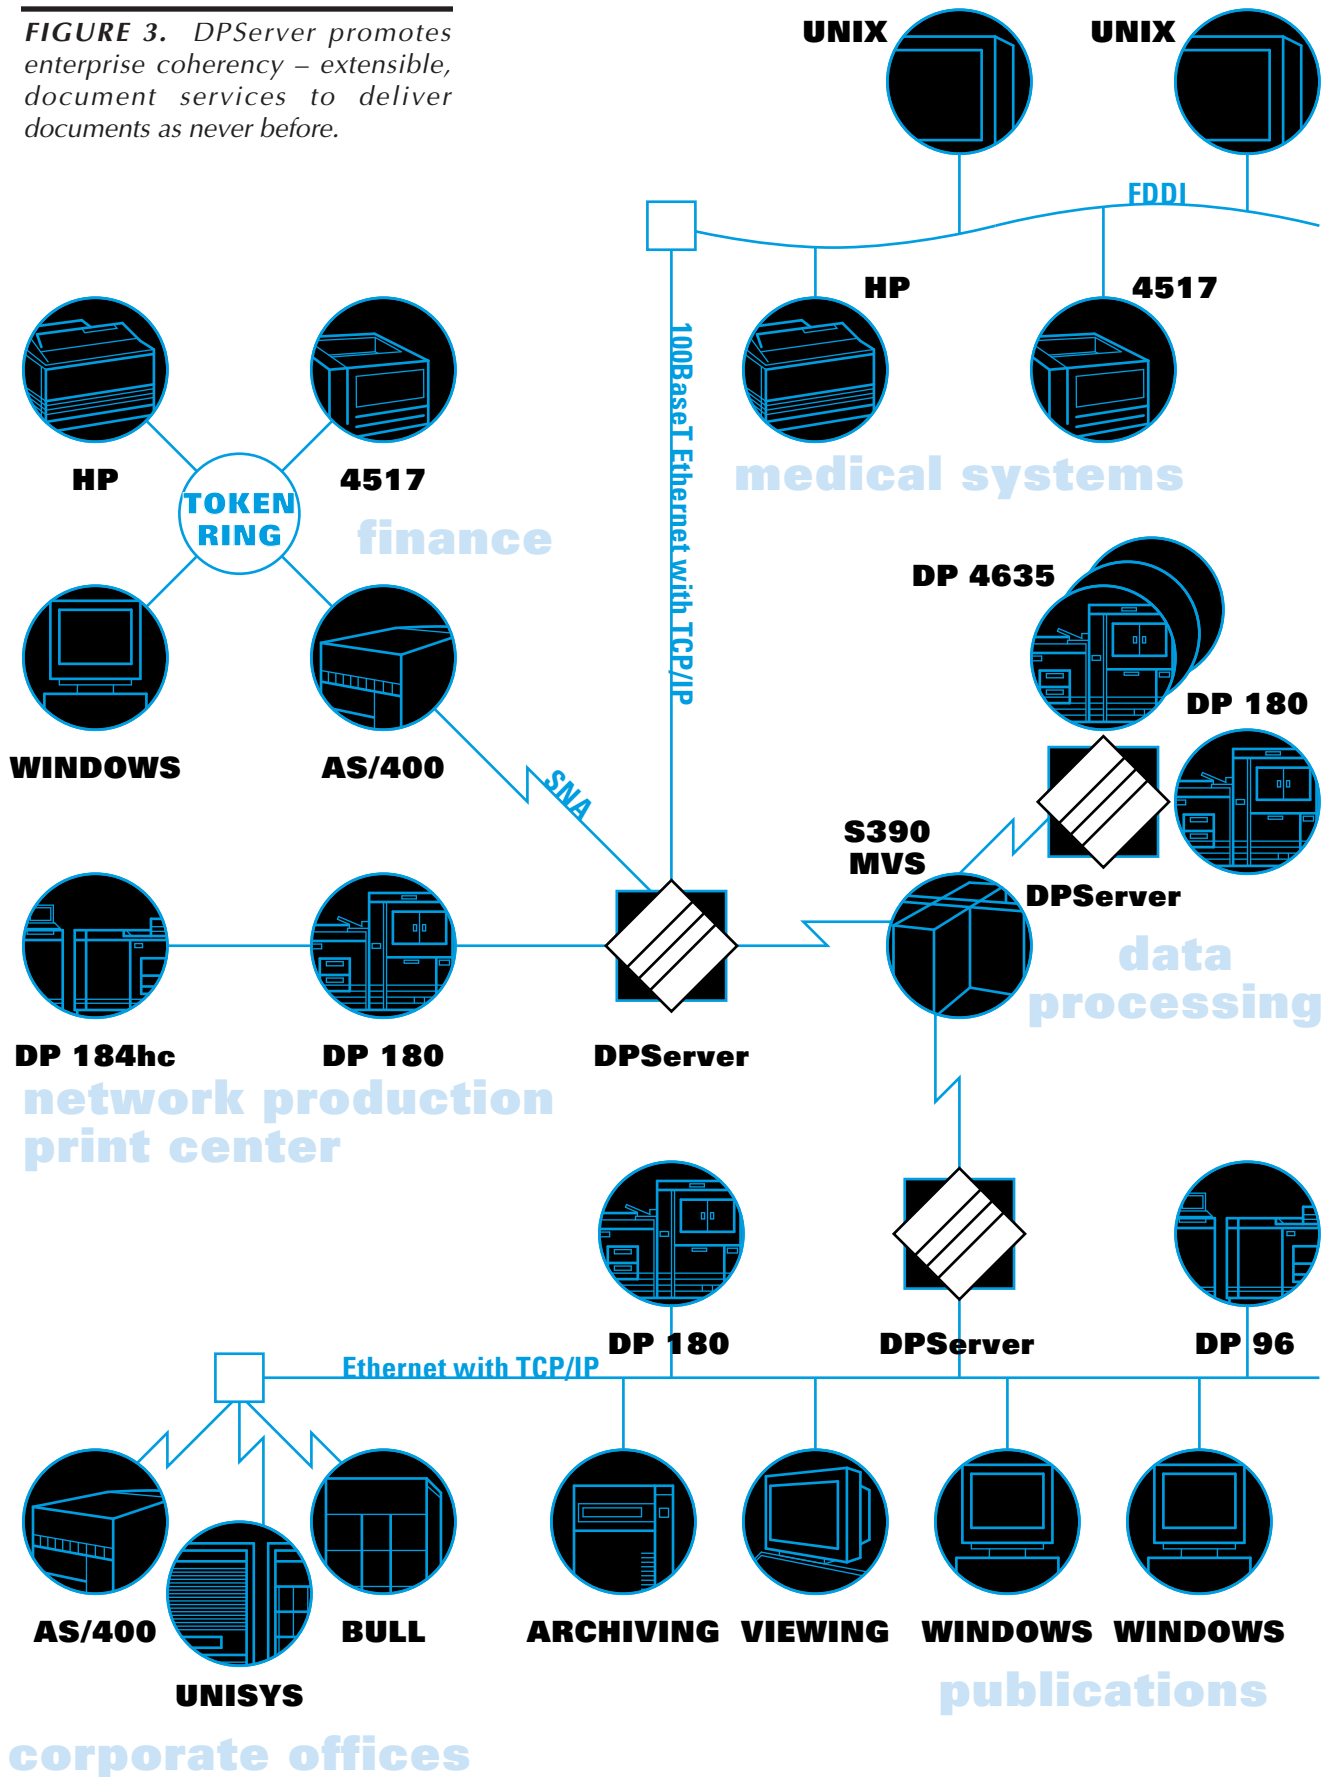 FIGURE 3. DPServer promotes
enterprise coherency – extensible,
document services to deliver
documents as never before.
UNIX
UNIX
FDDI
HP
4517
100BaseT Ethernet with TCP/IP
medical systems
HP
4517
TOKEN
RING
finance
WINDOWS
AS/400
SNA
DP 4635
DP 180
S390
MVS
DPServer
data
processing
DP 184hc
DP 180
DPServer
network production
print center
DP 180
DPServer
DP 96
Ethernet with TCP/IP
AS/400
UNISYS
BULL
ARCHIVING
VIEWING
WINDOWS
WINDOWS
publications
corporate offices